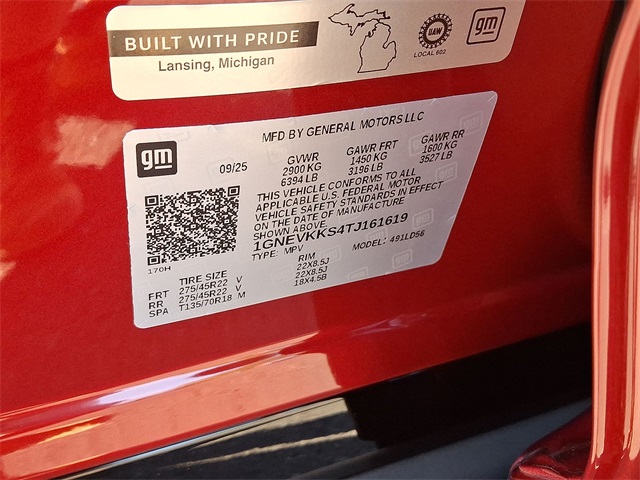 BUILT WITH PRIDE
Lansing, Michigan
UAW
LOCAL 602
gm
MFD BY GENERAL MOTORS LLC
gm
09/25
GVWR GAWR FRT GAWR RR
2900 KG 1450 KG 1600 KG
6394 LB 3196 LB 3527 LB
THIS VEHICLE CONFORMS TO ALL
APPLICABLE U.S. FEDERAL MOTOR
VEHICLE SAFETY STANDARDS IN EFFECT
ON THE DATE OF MANUFACTURE
SHOWN ABOVE.
1GNEVKKS4TJ161619
TYPE: MPV MODEL: 491LD56
170H
TIRE SIZE RIM
FRT 275/45R22 V 22X8.5J
RR 275/45R22 V 22X8.5J
SPA T135/70R18 M 18X4.5B